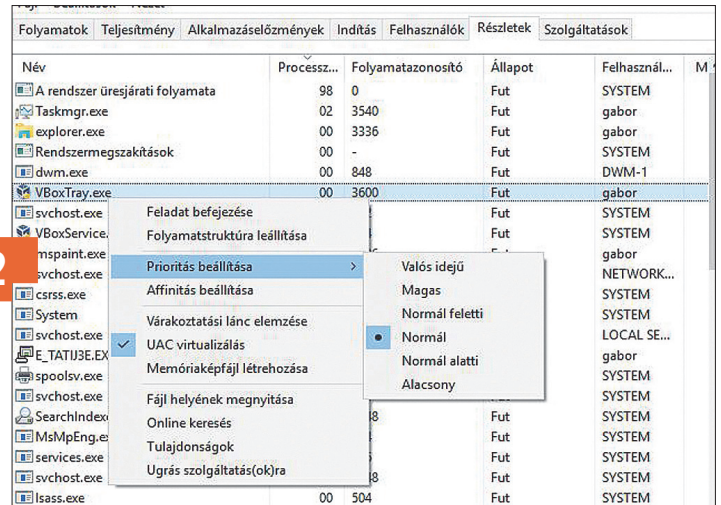 Folyamatok Teljesítmény Alkalmazáselőzmények Indítás Felhasználók Részletek Szolgáltatások
Név Processz... Folyamatazonosító Állapot Felhasznál... M
A rendszer üresjárati folyamata 98 0 Fut SYSTEM
Taskmgr.exe 02 3540 Fut gabor
explorer.exe 00 3336 Fut gabor
Rendszermegszakítások 00 - Fut SYSTEM
dwm.exe 00 848 Fut DWM-1
VBoxTray.exe 00 3600 Fut gabor
svchost.exe Fut SYSTEM
VBoxService. Fut SYSTEM
mspaint.exe Fut gabor
svchost.exe NETWORK...
csrss.exe Fut SYSTEM
System Fut SYSTEM
svchost.exe LOCAL SE...
E_TATIJ3E.EX gabor
spoolsv.exe SYSTEM
svchost.exe Fut SYSTEM
SearchIndex 8 Fut SYSTEM
MsMpEng.e Fut SYSTEM
services.exe Fut SYSTEM
svchost.exe 8 Fut SYSTEM
lsass.exe 00 504 Fut SYSTEM
Feladat befejezése
Folyamatstruktúra leállítása
Prioritás beállítása
Affinitás beállítása
Várakoztatási lánc elemzése
UAC virtualizálás
Memóriaképfájl létrehozása
Fájl helyének megnyitása
Online keresés
Tulajdonságok
Ugrás szolgáltatás(ok)ra
Valós idejű
Magas
Normál feletti
Normál
Normál alatti
Alacsony
2